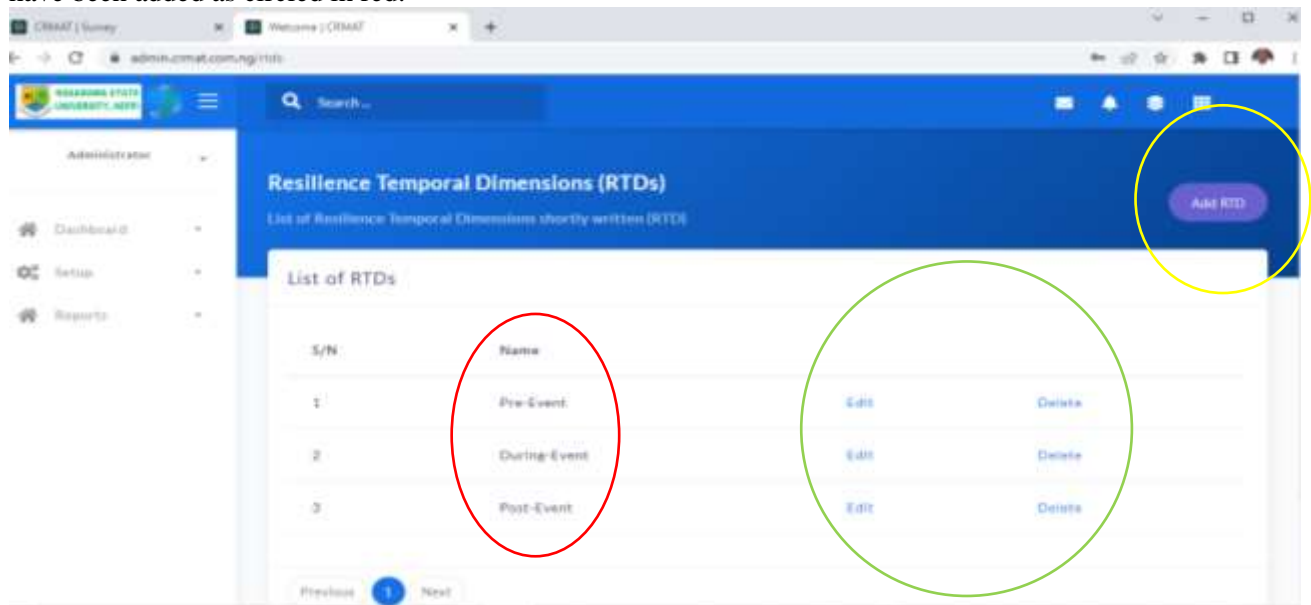 have been added as circled in red.
CRMAT | Survey
Welcome | CRMAT
admin.crmat.com.ng/rtds
Search...
Administrator
Resilience Temporal Dimensions (RTDs)
Add RTD
List of Resilience Temporal Dimensions shortly written (RTD)
Dashboard
Setup
Reports
List of RTDs
S/N Name
1 Pre-Event Edit Delete
2 During-Event Edit Delete
3 Post-Event Edit Delete
Previous 1 Next